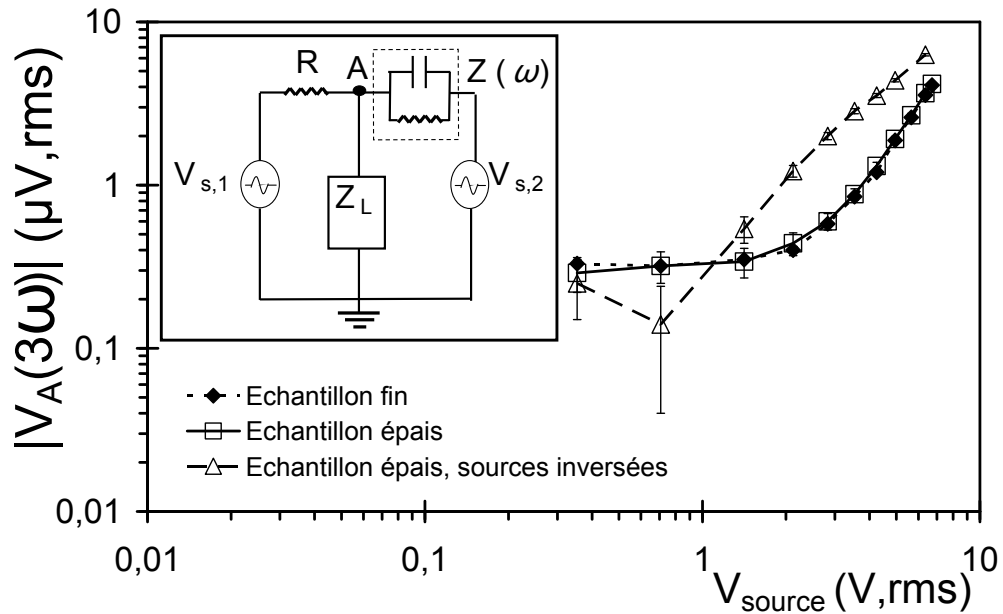 10
1
0,1
0,01
0,01
0,1
1
10
|V_A(3ω)| (µV,rms)
V_source (V,rms)
R
A
Z ( ω )
V_s,1
Z_L
V_s,2
Echantillon fin
Echantillon épais
Echantillon épais, sources inversées